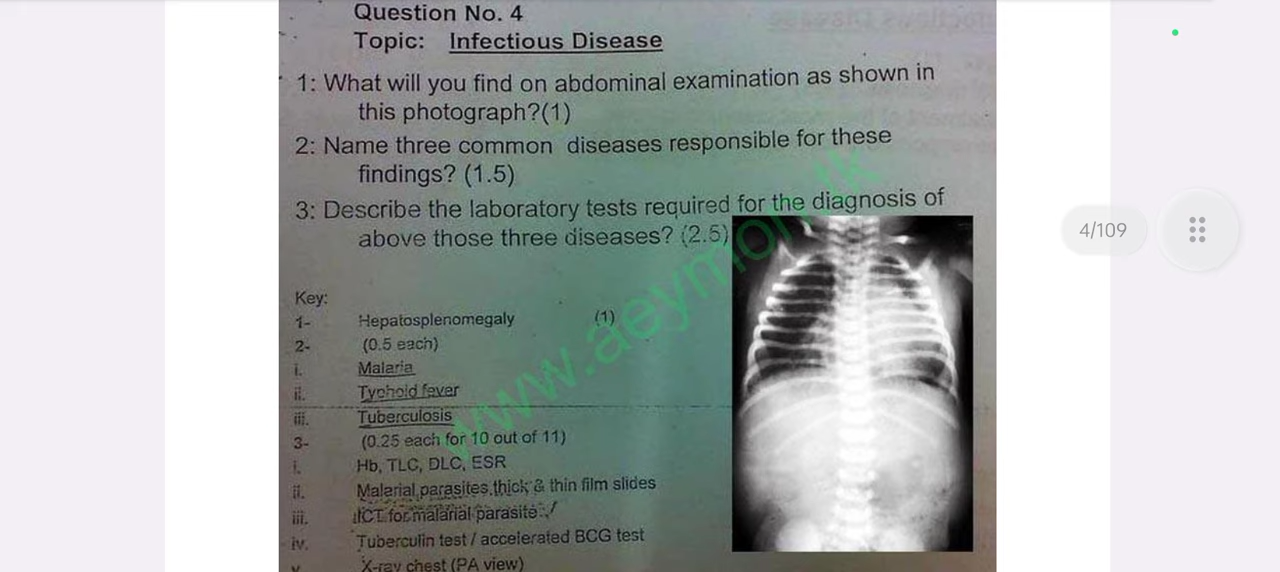 Question No. 4
Topic: Infectious Disease
1: What will you find on abdominal examination as shown in
this photograph?(1)
2: Name three common diseases responsible for these
findings? (1.5)
3: Describe the laboratory tests required for the diagnosis of
above those three diseases? (2.5)
4/109
Key:
1- Hepatosplenomegaly (1)
2- (0.5 each)
i. Malaria
ii. Typhoid fever
iii. Tuberculosis
3- (0.25 each for 10 out of 11)
i. Hb, TLC, DLC, ESR
ii. Malarial parasites thick & thin film slides
iii. ICT for malarial parasite
iv. Tuberculin test / accelerated BCG test
v X-ray chest (PA view)